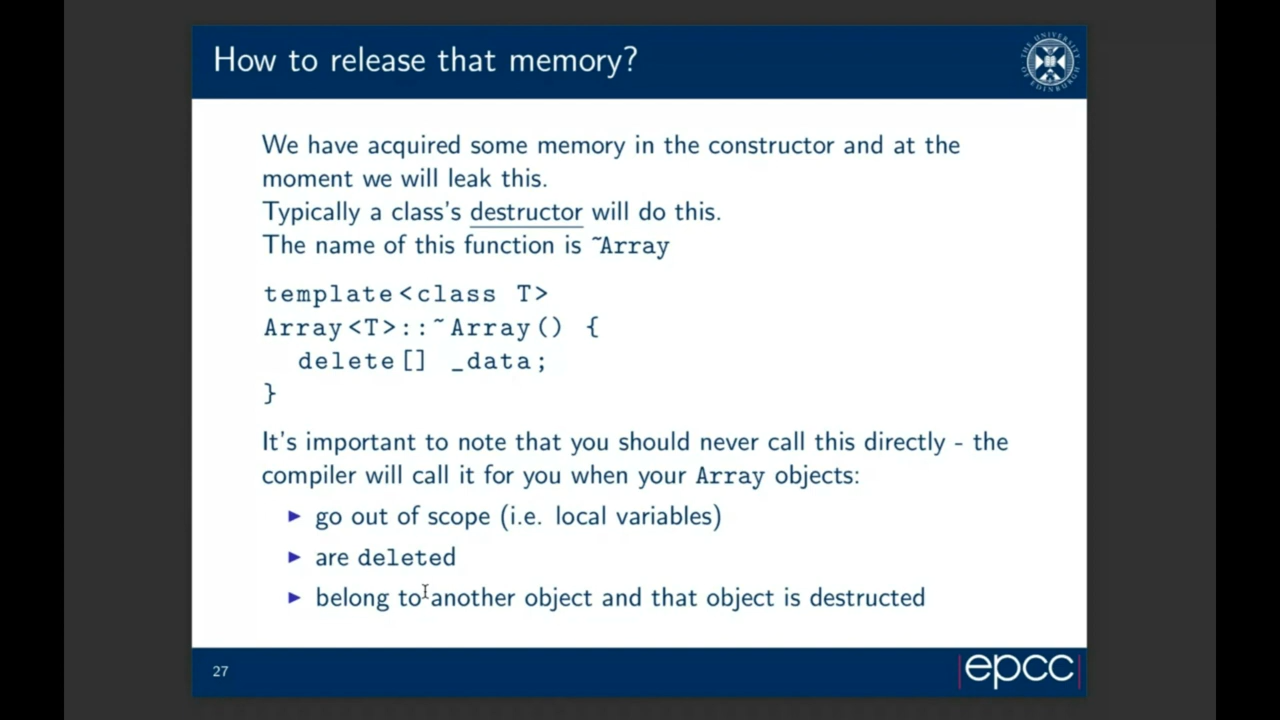 How to release that memory?
THE UNIVERSITY OF EDINBURGH
We have acquired some memory in the constructor and at the
moment we will leak this.
Typically a class's destructor will do this.
The name of this function is ~Array
template<class T>
Array<T>::~Array() {
  delete[] _data;
}
It's important to note that you should never call this directly - the
compiler will call it for you when your Array objects:
▶ go out of scope (i.e. local variables)
▶ are deleted
▶ belong to another object and that object is destructed
27
|epcc|